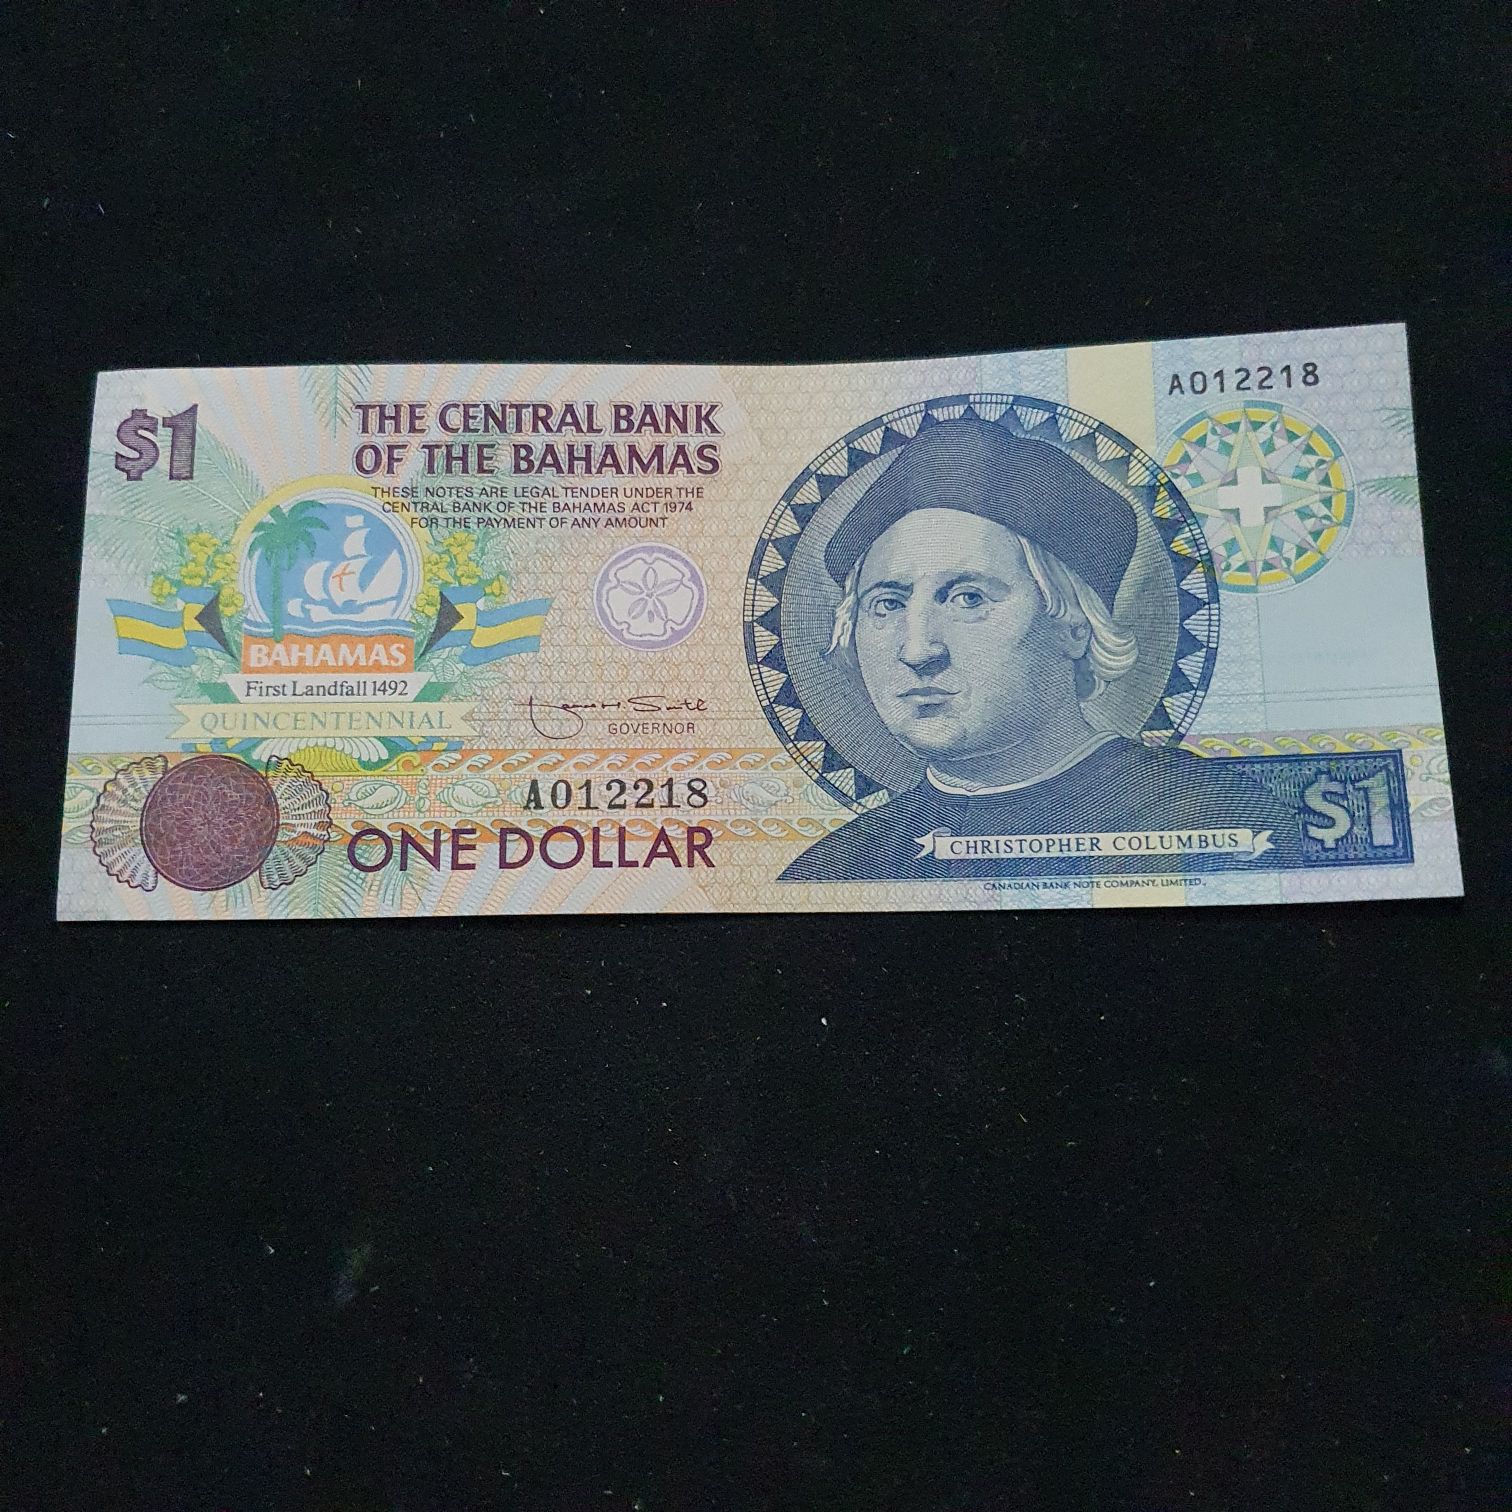 $1
THE CENTRAL BANK
OF THE BAHAMAS
THESE NOTES ARE LEGAL TENDER UNDER THE
CENTRAL BANK OF THE BAHAMAS ACT 1974
FOR THE PAYMENT OF ANY AMOUNT
BAHAMAS
First Landfall 1492
QUINCENTENNIAL
James H. Smith
GOVERNOR
A012218
ONE DOLLAR
A012218
CHRISTOPHER COLUMBUS
$1
CANADIAN BANK NOTE COMPANY, LIMITED.